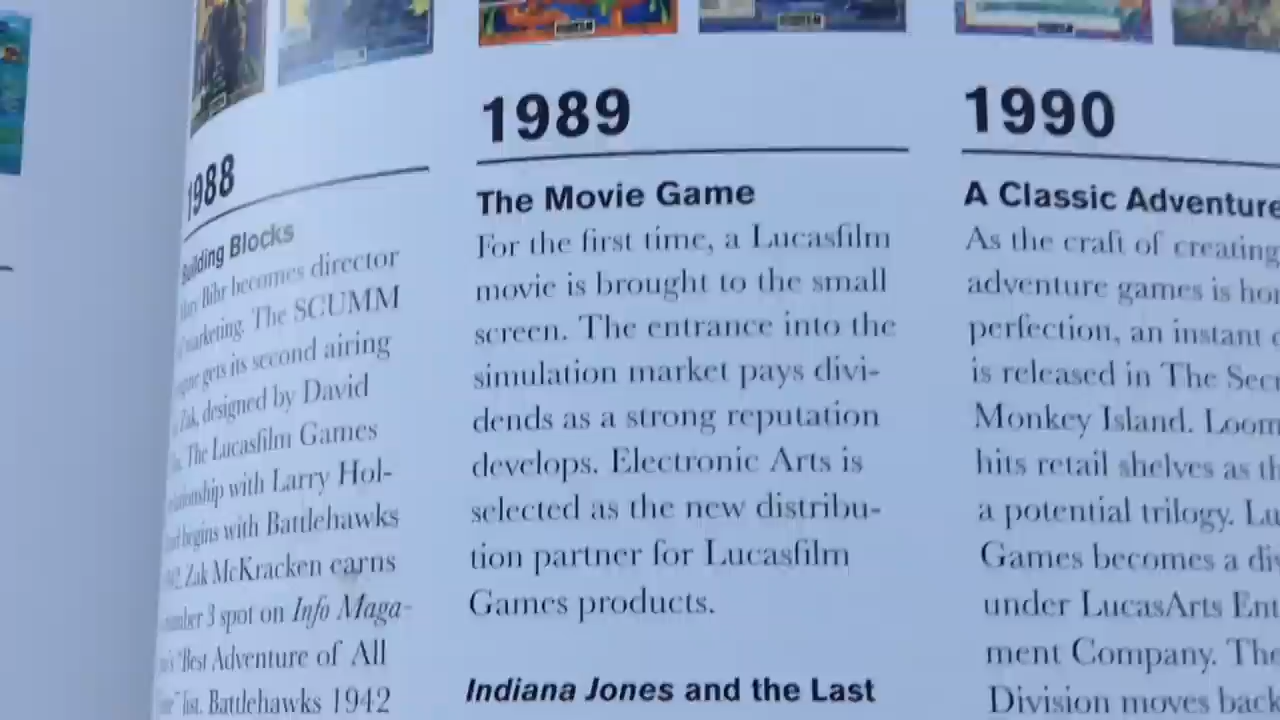 1988
Building Blocks
Mary Bihr becomes director
marketing. The SCUMM
gets its second airing
Zak, designed by David
The Lucasfilm Games
relationship with Larry Hol-
begins with Battlehawks
Zak McKracken earns
number 3 spot on Info Maga-
"Best Adventure of All
list. Battlehawks 1942
1989
The Movie Game
For the first time, a Lucasfilm
movie is brought to the small
screen. The entrance into the
simulation market pays divi-
dends as a strong reputation
develops. Electronic Arts is
selected as the new distribu-
tion partner for Lucasfilm
Games products.
Indiana Jones and the Last
1990
A Classic Adventure
As the craft of creating
adventure games is
perfection, an instant
is released in The
Monkey Island. Loom
hits retail shelves as
a potential trilogy.
Games becomes a
under LucasArts
ment Company. The
Division moves back